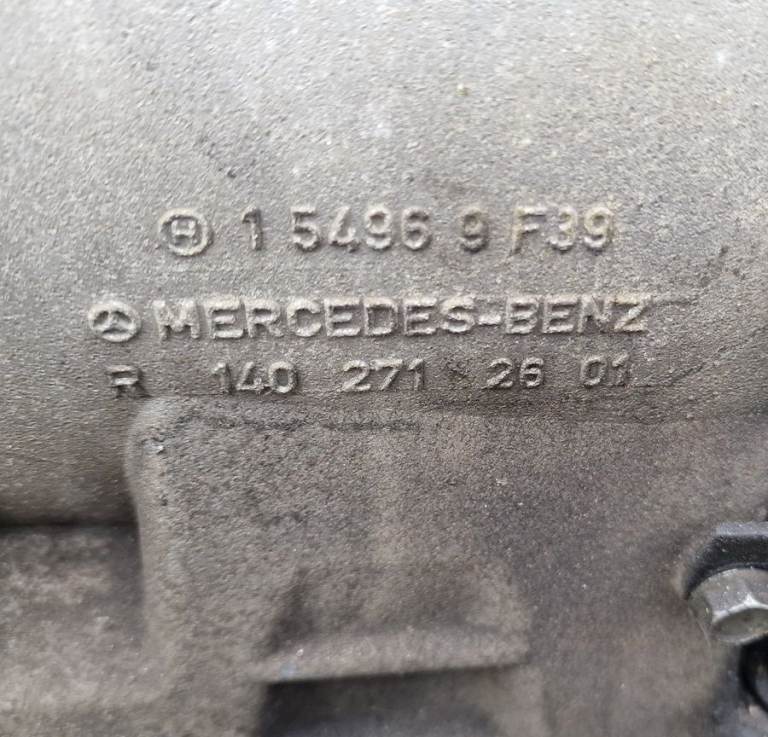 H 1 5496 9 F39
MERCEDES-BENZ
R 140 271 26 01